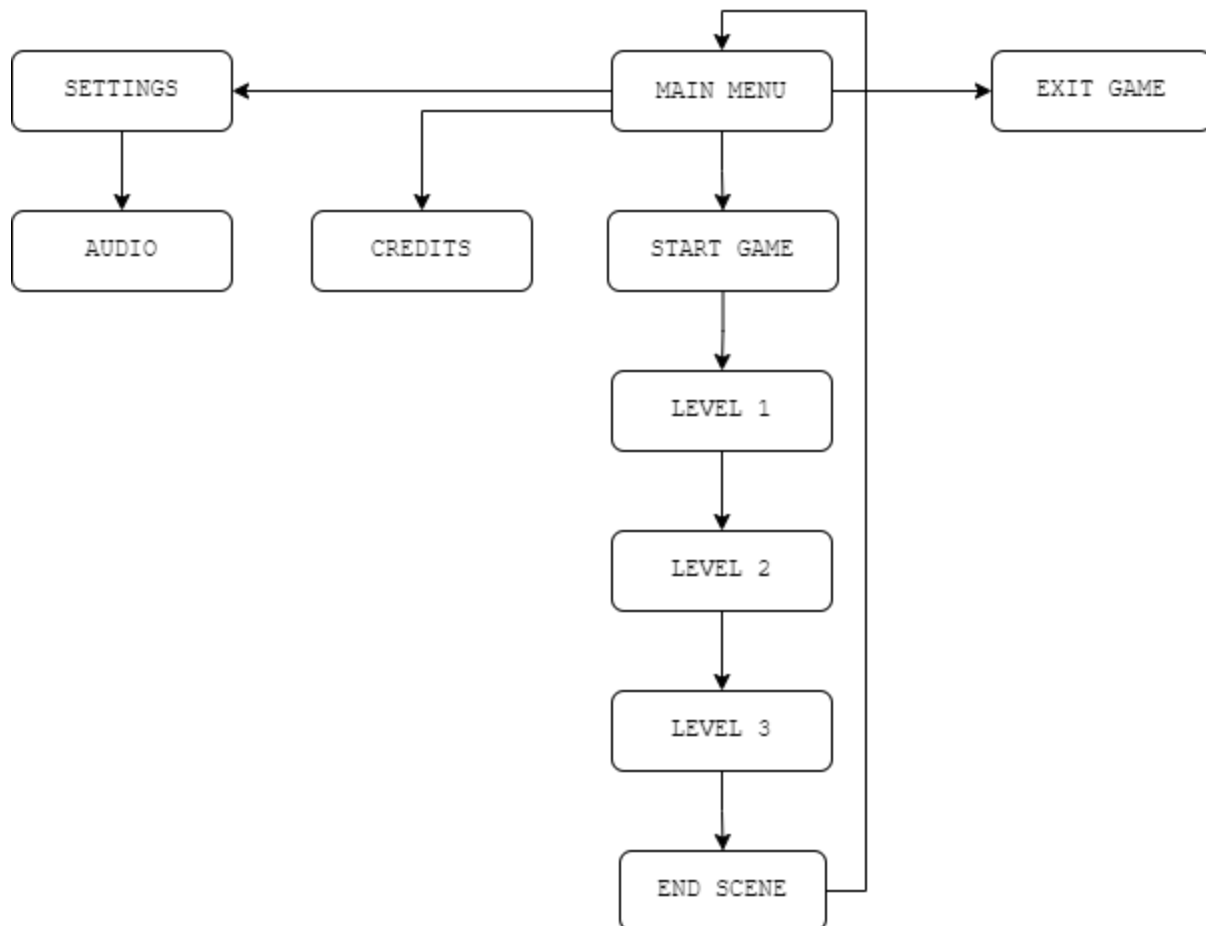 SETTINGS
MAIN MENU
EXIT GAME
AUDIO
CREDITS
START GAME
LEVEL 1
LEVEL 2
LEVEL 3
END SCENE